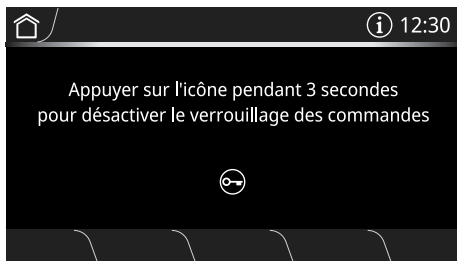 12:30
Appuyer sur l'icône pendant 3 secondes
pour désactiver le verrouillage des commandes